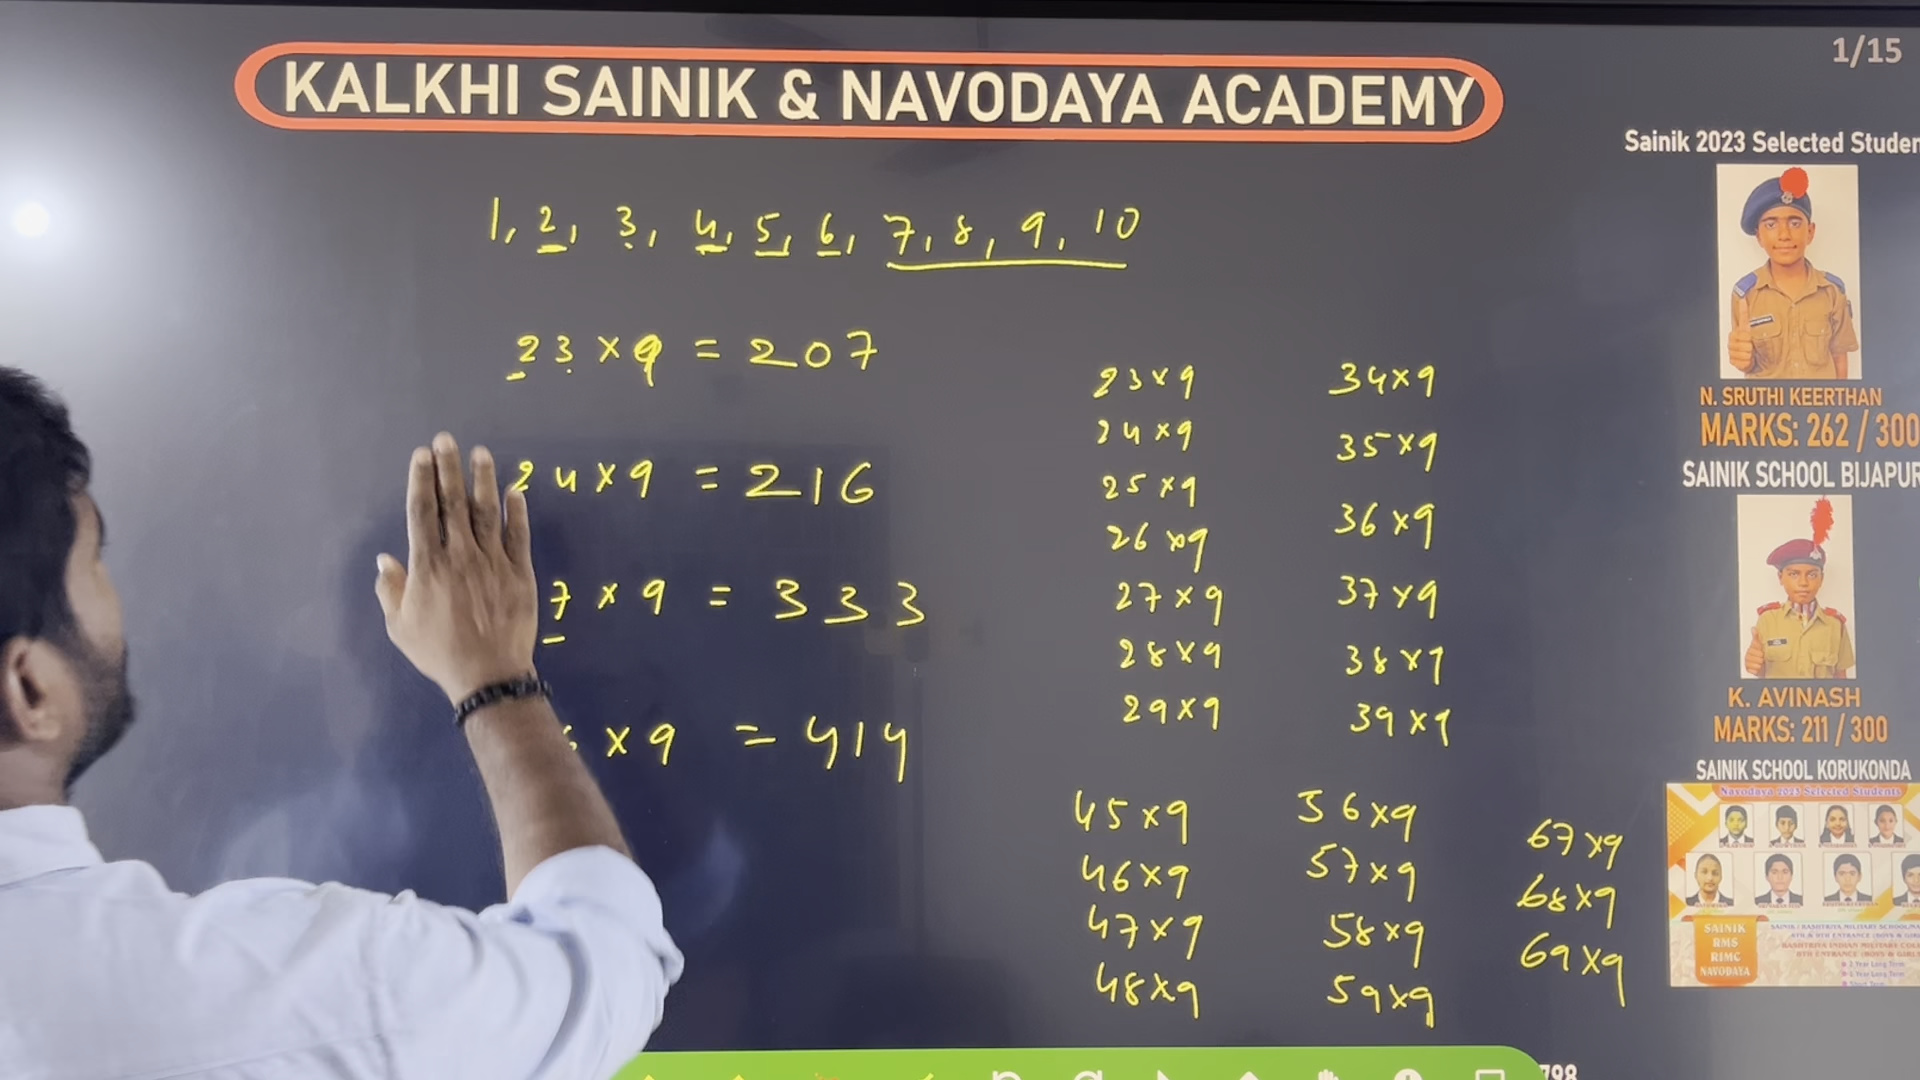 1/15
KALKHI SAINIK & NAVODAYA ACADEMY
Sainik 2023 Selected Studen
1, 2, 3, 4, 5, 6, 7, 8, 9, 10
23 x 9 = 207
24 x 9 = 216
7 x 9 = 333
x 9 = 414
23 x 9
24 x 9
25 x 9
26 x 9
27 x 9
28 x 9
29 x 9
34 x 9
35 x 9
36 x 9
37 x 9
38 x 9
39 x 9
45 x 9
46 x 9
47 x 9
48 x 9
56 x 9
57 x 9
58 x 9
59 x 9
67 x 9
68 x 9
69 x 9
N. SRUTHI KEERTHAN
MARKS: 262 / 300
SAINIK SCHOOL BIJAPUR
K. AVINASH
MARKS: 211 / 300
SAINIK SCHOOL KORUKONDA
Navodaya 2023 Selected Students
SAINIK
RMS
RIMC
NAVODAYA
798